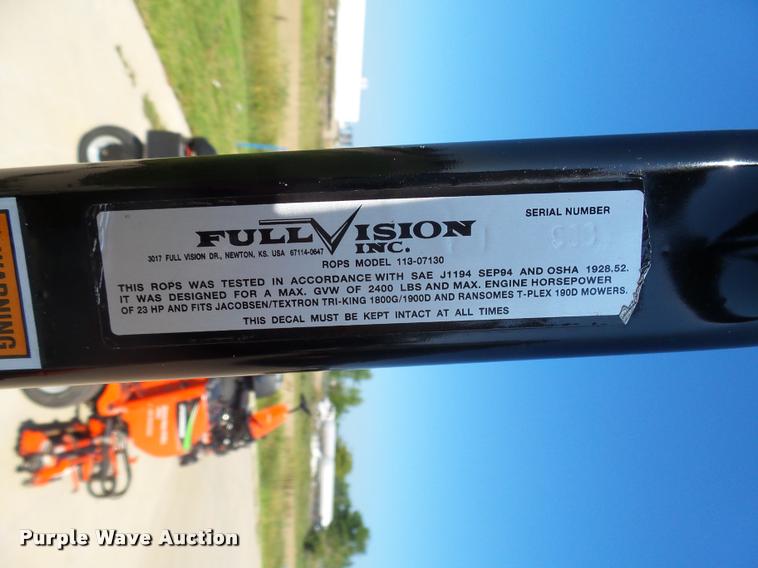 FULL VISION INC.
SERIAL NUMBER
3017 FULL VISION DR., NEWTON, KS. USA 67114-0647
ROPS MODEL 113-07130
THIS ROPS WAS TESTED IN ACCORDANCE WITH SAE J1194 SEP94 AND OSHA 1928.52.
IT WAS DESIGNED FOR A MAX. GVW OF 2400 LBS AND MAX. ENGINE HORSEPOWER
OF 23 HP AND FITS JACOBSEN/TEXTRON TRI-KING 1800G/1900D AND RANSOMES T-PLEX 190D MOWERS.
THIS DECAL MUST BE KEPT INTACT AT ALL TIMES
WARNING
Purple Wave Auction